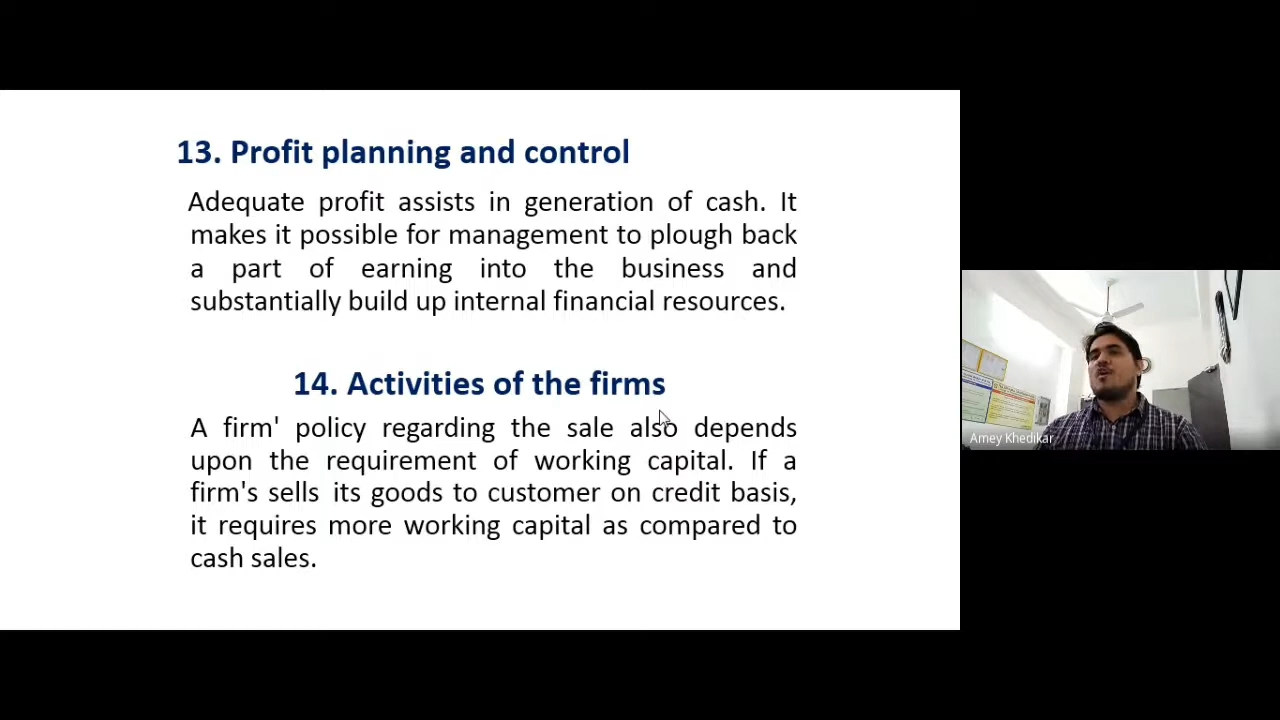 13. Profit planning and control
Adequate profit assists in generation of cash. It
makes it possible for management to plough back
a part of earning into the business and
substantially build up internal financial resources.
14. Activities of the firms
A firm' policy regarding the sale also depends
upon the requirement of working capital. If a
firm's sells its goods to customer on credit basis,
it requires more working capital as compared to
cash sales.
Amey Khedikar